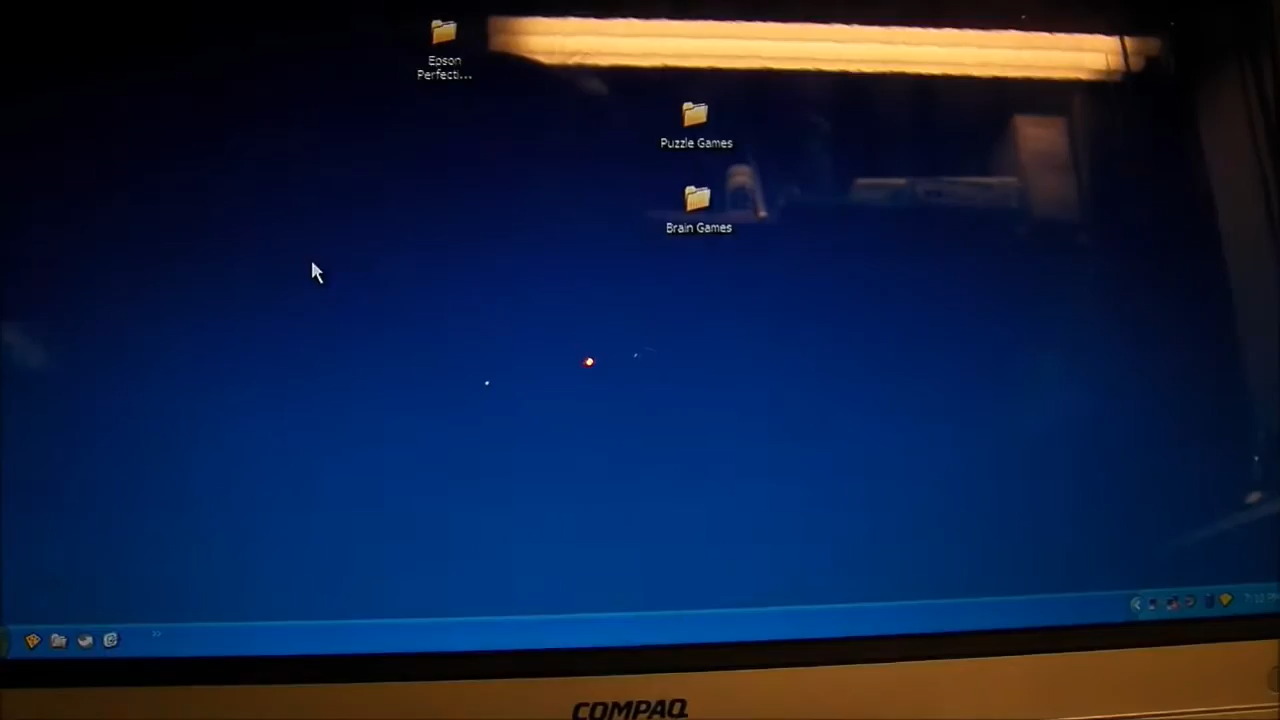 Epson
Perfecti...
Puzzle Games
Brain Games
COMPAQ